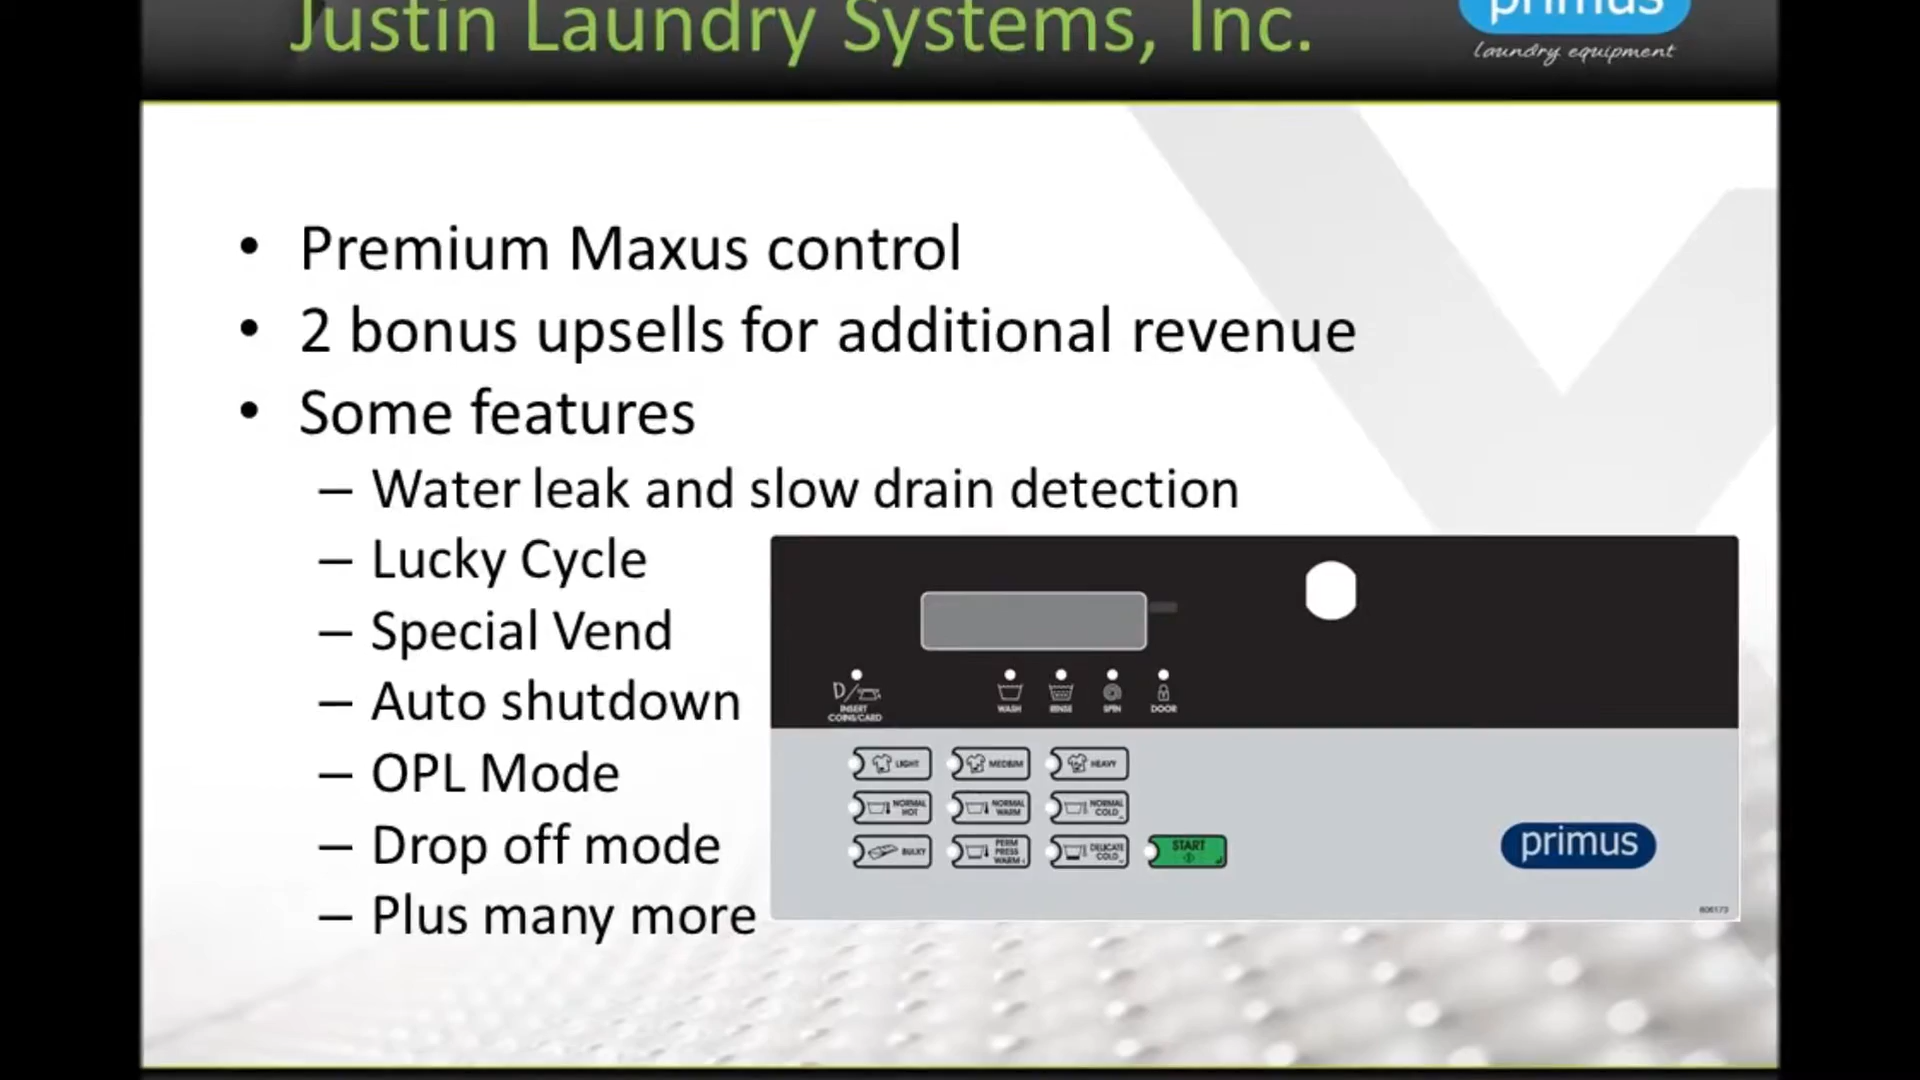 Justin Laundry Systems, Inc.
primus
laundry equipment
• Premium Maxus control
• 2 bonus upsells for additional revenue
• Some features
– Water leak and slow drain detection
– Lucky Cycle
– Special Vend
– Auto shutdown
– OPL Mode
– Drop off mode
– Plus many more
INSERT
COINS/CARD
WASH
RINSE
SPIN
DOOR
LIGHT
MEDIUM
HEAVY
NORMAL
HOT
NORMAL
WARM
NORMAL
COLD
BULKY
PERM
PRESS
WARM
DELICATE
COLD
START
primus
606173